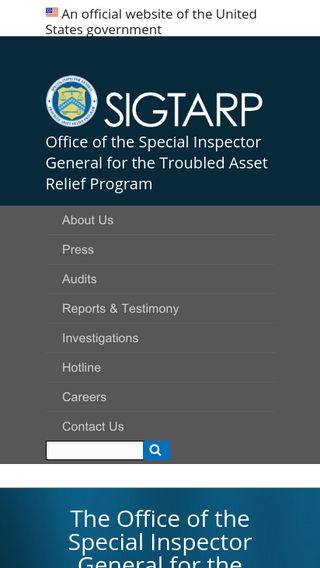 An official website of the United
States government
SIGTARP
Office of the Special Inspector
General for the Troubled Asset
Relief Program
About Us
Press
Audits
Reports & Testimony
Investigations
Hotline
Careers
Contact Us
The Office of the
Special Inspector
General for the